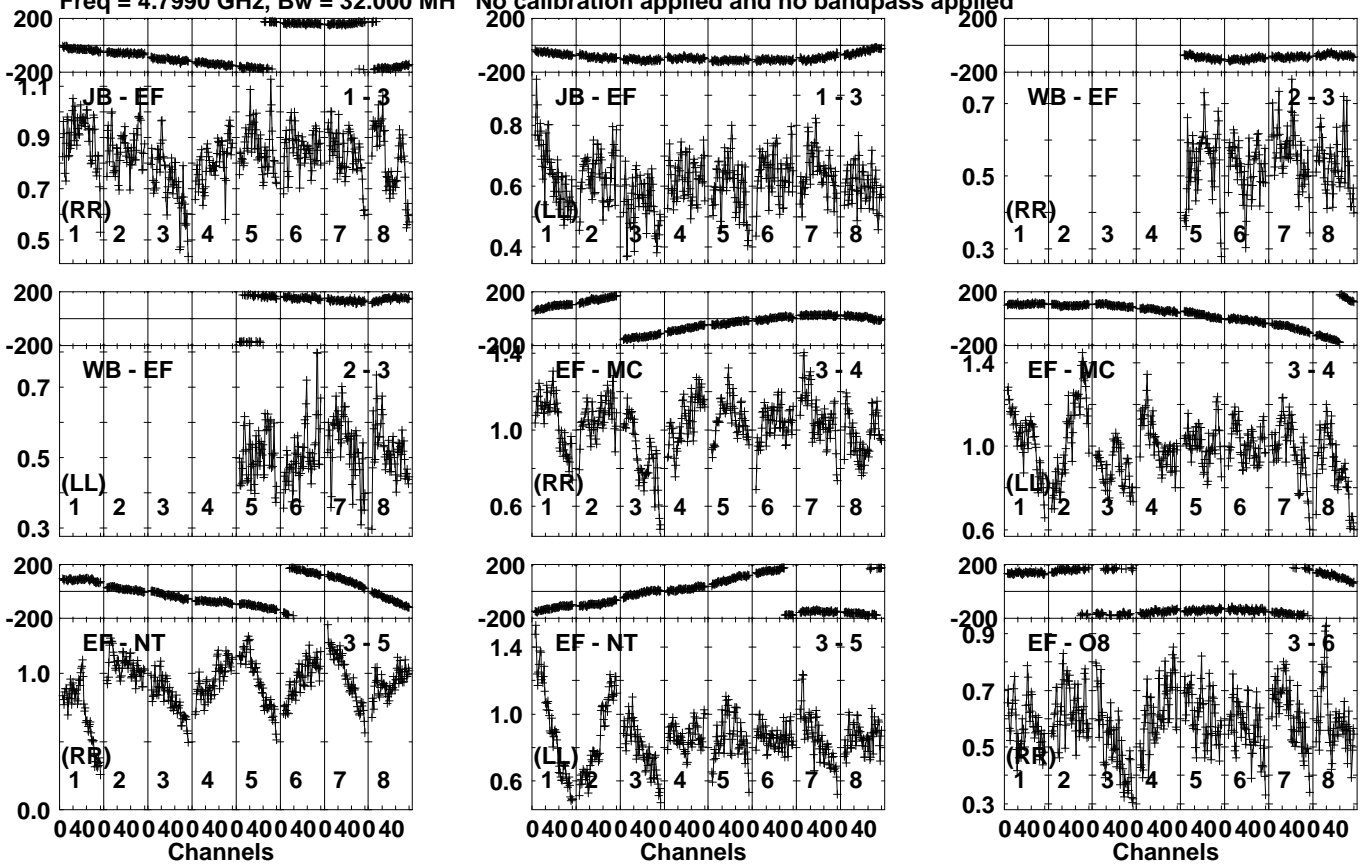 Freq = 4.7990 GHz, Bw = 32.000 MH No calibration applied and no bandpass applied
200 200 200
-200 -200 -200
1.1
JB - EF 1 - 3 JB - EF 1 - 3 WB - EF 2 - 3
0.9 0.8 0.7
0.7 0.6 0.5
(RR) (LL) (RR)
1 2 3 4 5 6 7 8 1 2 3 4 5 6 7 8 1 2 3 4 5 6 7 8
0.5 0.4 0.3
200 200 200
-200 -200 -200
1.4 1.4
WB - EF 2 - 3 EF - MC 3 - 4 EF - MC 3 - 4
0.7 1.0 1.0
0.5
(LL) (RR) (LL)
1 2 3 4 5 6 7 8 1 2 3 4 5 6 7 8 1 2 3 4 5 6 7 8
0.3 0.6 0.6
200 200 200
-200 -200 -200
0.9
EF - NT 3 - 5 EF - NT 3 - 5 EF - O8 3 - 6
1.0 1.4 0.7
1.0 0.5
(RR) (LL) (RR)
1 2 3 4 5 6 7 8 1 2 3 4 5 6 7 8 1 2 3 4 5 6 7 8
0.0 0.6 0.3
0 40 0 40 0 40 0 40 0 40 0 40 0 40 0 40 0 40 0 40 0 40 0 40 0 40 0 40 0 40 0 40 0 40 0 40 0 40 0 40 0 40 0 40 0 40 0 40
Channels Channels Channels